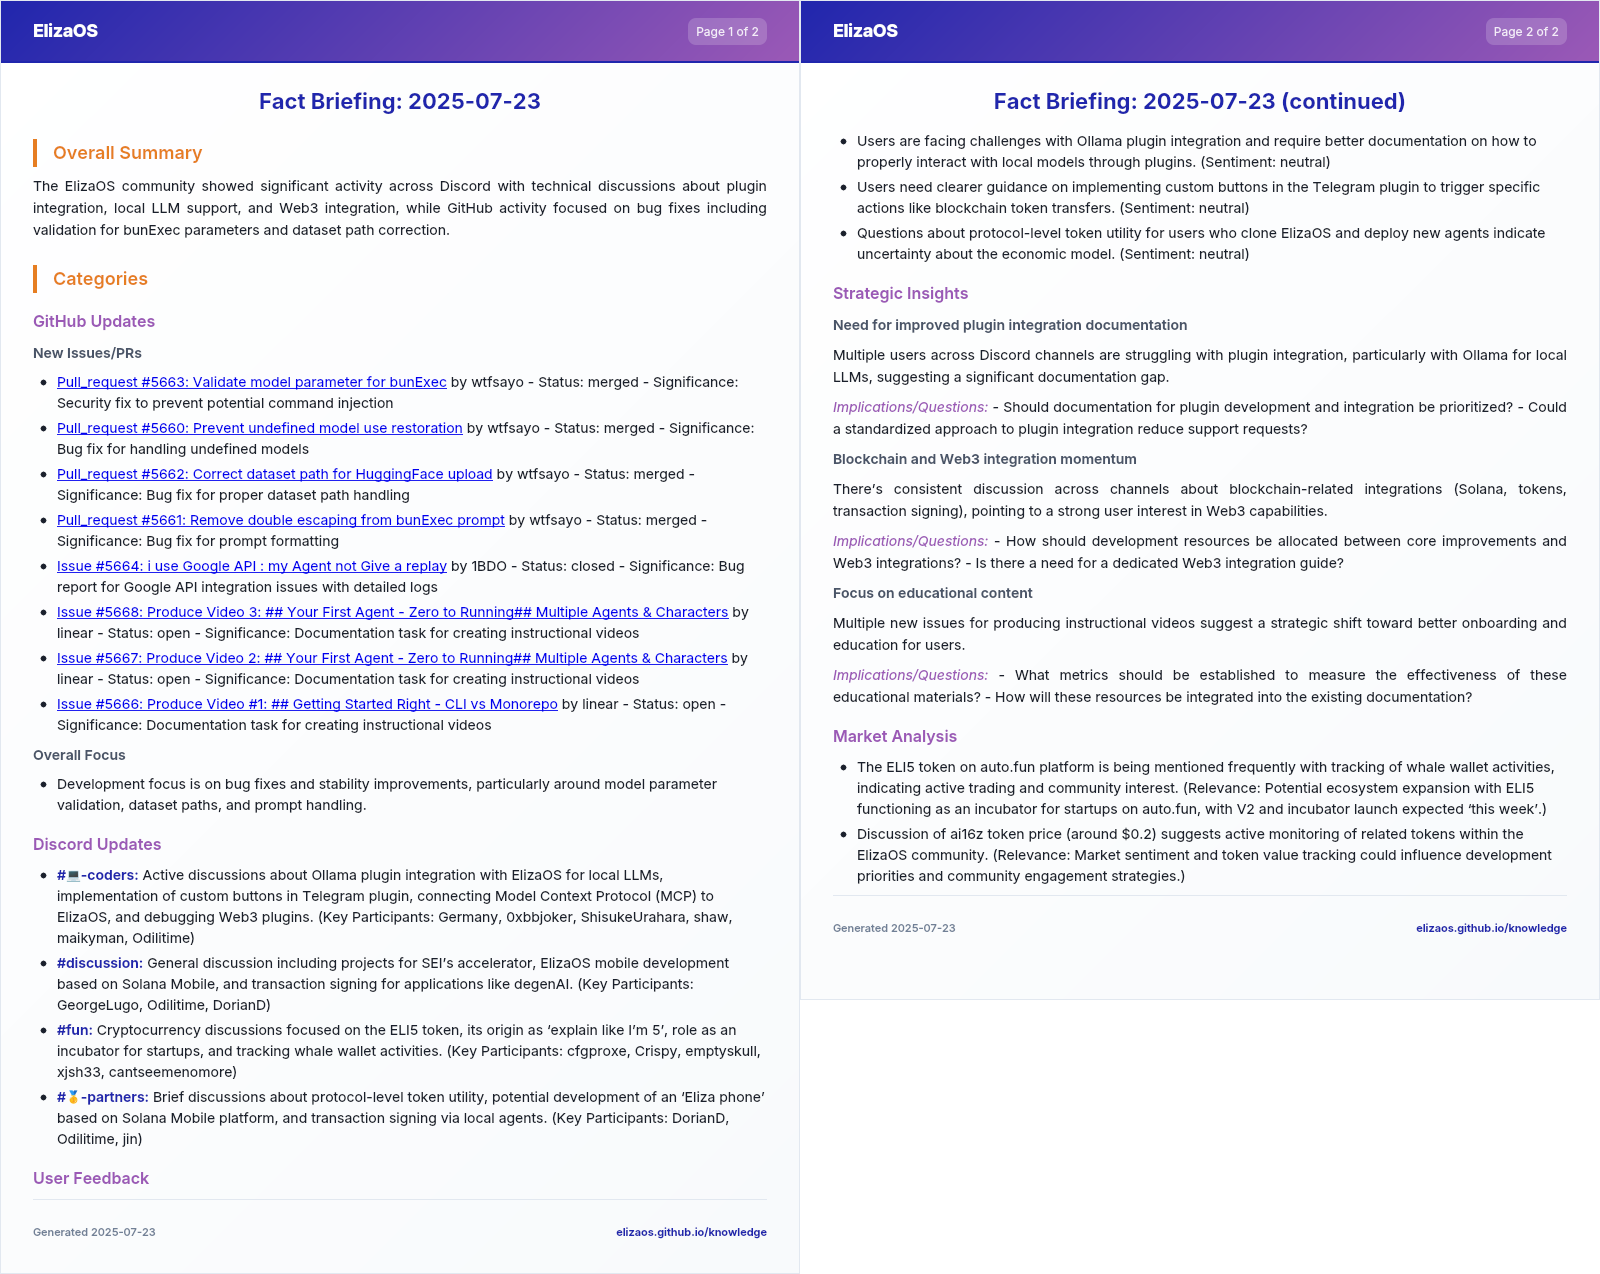 ElizaOS
Page 1 of 2
Fact Briefing: 2025-07-23
Overall Summary
The ElizaOS community showed significant activity across Discord with technical discussions about plugin
integration, local LLM support, and Web3 integration, while GitHub activity focused on bug fixes including
validation for bunExec parameters and dataset path correction.
Categories
GitHub Updates
New Issues/PRs
• Pull_request #5663: Validate model parameter for bunExec by wtfsayo - Status: merged - Significance:
Security fix to prevent potential command injection
• Pull_request #5660: Prevent undefined model use restoration by wtfsayo - Status: merged - Significance:
Bug fix for handling undefined models
• Pull_request #5662: Correct dataset path for HuggingFace upload by wtfsayo - Status: merged -
Significance: Bug fix for proper dataset path handling
• Pull_request #5661: Remove double escaping from bunExec prompt by wtfsayo - Status: merged -
Significance: Bug fix for prompt formatting
• Issue #5664: i use Google API : my Agent not Give a replay by 1BDO - Status: closed - Significance: Bug
report for Google API integration issues with detailed logs
• Issue #5668: Produce Video 3: ## Your First Agent - Zero to Running## Multiple Agents & Characters by
linear - Status: open - Significance: Documentation task for creating instructional videos
• Issue #5667: Produce Video 2: ## Your First Agent - Zero to Running## Multiple Agents & Characters by
linear - Status: open - Significance: Documentation task for creating instructional videos
• Issue #5666: Produce Video #1: ## Getting Started Right - CLI vs Monorepo by linear - Status: open -
Significance: Documentation task for creating instructional videos
Overall Focus
• Development focus is on bug fixes and stability improvements, particularly around model parameter
validation, dataset paths, and prompt handling.
Discord Updates
• #💻-coders: Active discussions about Ollama plugin integration with ElizaOS for local LLMs,
implementation of custom buttons in Telegram plugin, connecting Model Context Protocol (MCP) to
ElizaOS, and debugging Web3 plugins. (Key Participants: Germany, 0xbbjoker, ShisukeUrahara, shaw,
maikyman, Odilitime)
• #discussion: General discussion including projects for SEI's accelerator, ElizaOS mobile development
based on Solana Mobile, and transaction signing for applications like degenAI. (Key Participants:
GeorgeLugo, Odilitime, DorianD)
• #fun: Cryptocurrency discussions focused on the ELI5 token, its origin as ‘explain like I’m 5’, role as an
incubator for startups, and tracking whale wallet activities. (Key Participants: cfgproxe, Crispy, emptyskull,
xjsh33, cantseemenomore)
• #🥇-partners: Brief discussions about protocol-level token utility, potential development of an ‘Eliza phone’
based on Solana Mobile platform, and transaction signing via local agents. (Key Participants: DorianD,
Odilitime, jin)
User Feedback
Generated 2025-07-23
elizaos.github.io/knowledge
ElizaOS
Page 2 of 2
Fact Briefing: 2025-07-23 (continued)
• Users are facing challenges with Ollama plugin integration and require better documentation on how to
properly interact with local models through plugins. (Sentiment: neutral)
• Users need clearer guidance on implementing custom buttons in the Telegram plugin to trigger specific
actions like blockchain token transfers. (Sentiment: neutral)
• Questions about protocol-level token utility for users who clone ElizaOS and deploy new agents indicate
uncertainty about the economic model. (Sentiment: neutral)
Strategic Insights
Need for improved plugin integration documentation
Multiple users across Discord channels are struggling with plugin integration, particularly with Ollama for local
LLMs, suggesting a significant documentation gap.
Implications/Questions: - Should documentation for plugin development and integration be prioritized? - Could
a standardized approach to plugin integration reduce support requests?
Blockchain and Web3 integration momentum
There’s consistent discussion across channels about blockchain-related integrations (Solana, tokens,
transaction signing), pointing to a strong user interest in Web3 capabilities.
Implications/Questions: - How should development resources be allocated between core improvements and
Web3 integrations? - Is there a need for a dedicated Web3 integration guide?
Focus on educational content
Multiple new issues for producing instructional videos suggest a strategic shift toward better onboarding and
education for users.
Implications/Questions: - What metrics should be established to measure the effectiveness of these
educational materials? - How will these resources be integrated into the existing documentation?
Market Analysis
• The ELI5 token on auto.fun platform is being mentioned frequently with tracking of whale wallet activities,
indicating active trading and community interest. (Relevance: Potential ecosystem expansion with ELI5
functioning as an incubator for startups on auto.fun, with V2 and incubator launch expected ‘this week’.)
• Discussion of ai16z token price (around $0.2) suggests active monitoring of related tokens within the
ElizaOS community. (Relevance: Market sentiment and token value tracking could influence development
priorities and community engagement strategies.)
Generated 2025-07-23
elizaos.github.io/knowledge